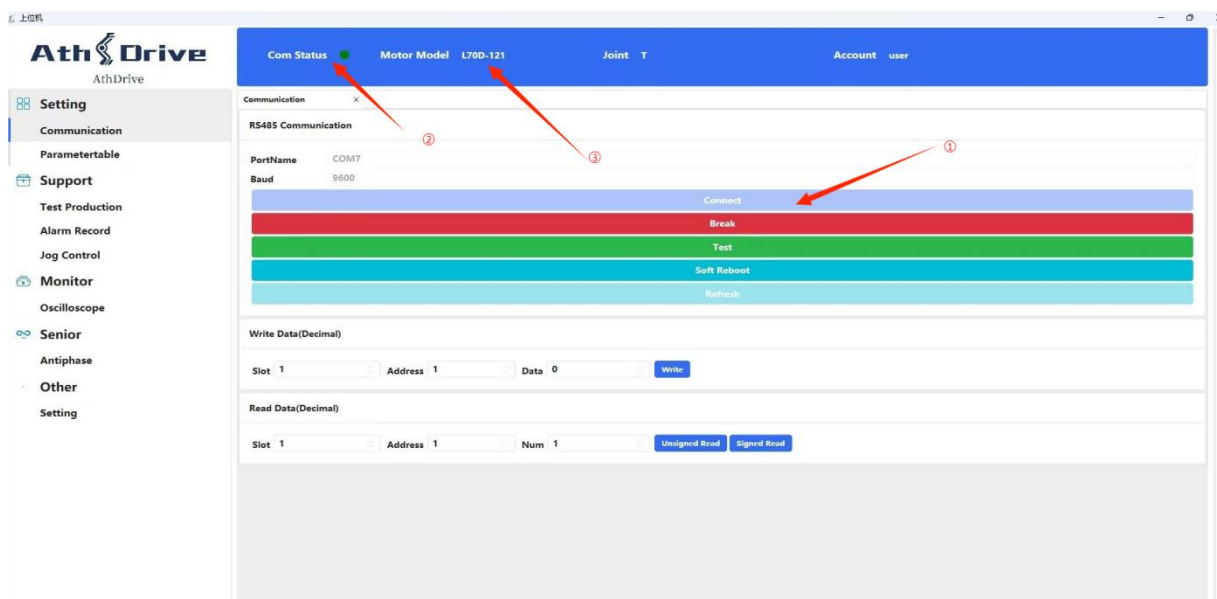 上位机
Ath Drive
AthDrive
Com Status Motor Model L70D-121 Joint T Account user
Setting
Communication
Parametertable
Support
Test Production
Alarm Record
Jog Control
Monitor
Oscilloscope
Senior
Antiphase
Other
Setting
Communication ×
RS485 Communication
② ③ ①
PortName COM7
Baud 9600
Connect
Break
Test
Soft Reboot
Refresh
Write Data(Decimal)
Slot 1 Address 1 Data 0 Write
Read Data(Decimal)
Slot 1 Address 1 Num 1 Unsigned Read Signed Read